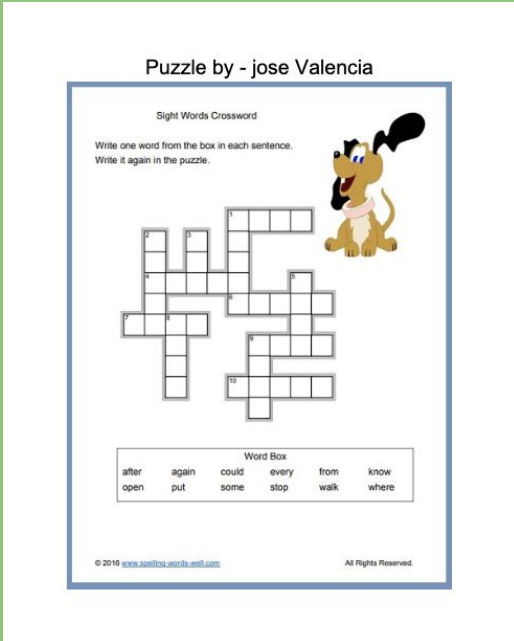 Puzzle by - jose Valencia
Sight Words Crossword
Write one word from the box in each sentence.
Write it again in the puzzle.
1
2 3
4 5
6
7 8
9
10
Word Box
after again could every from know
open put some stop walk where
© 2016 www.spelling-words-well.com All Rights Reserved.